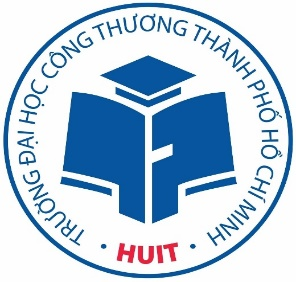 TRƯỜNG ĐẠI HỌC CÔNG THƯƠNG THÀNH PHỐ HỒ CHÍ MINH
HUIT